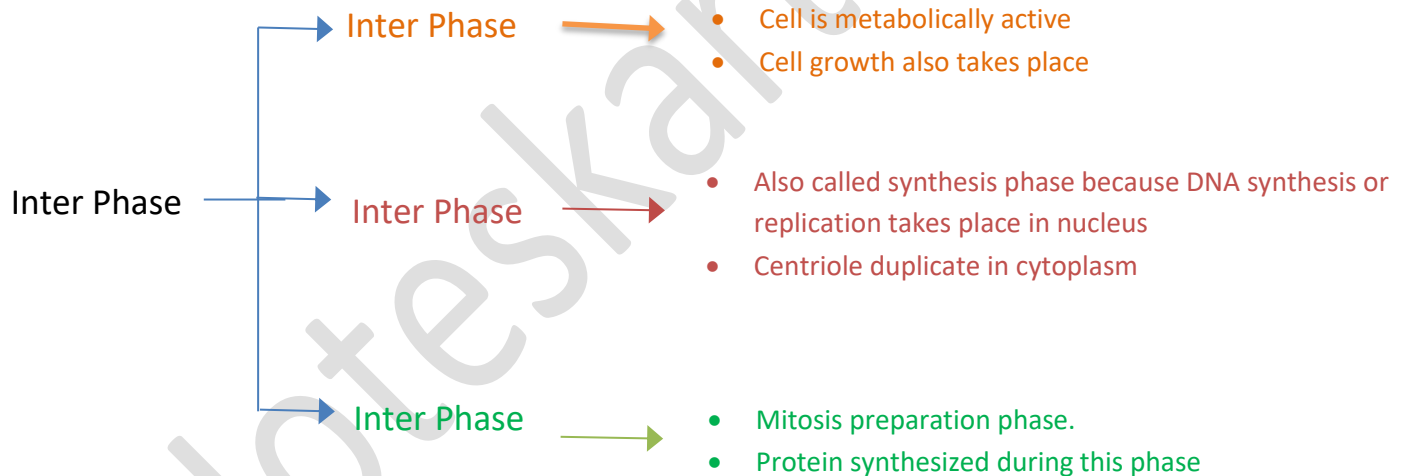 Inter Phase
• Cell is metabolically active
• Cell growth also takes place
Inter Phase
Inter Phase
• Also called synthesis phase because DNA synthesis or
replication takes place in nucleus
• Centriole duplicate in cytoplasm
Inter Phase
• Mitosis preparation phase.
• Protein synthesized during this phase
oteskar